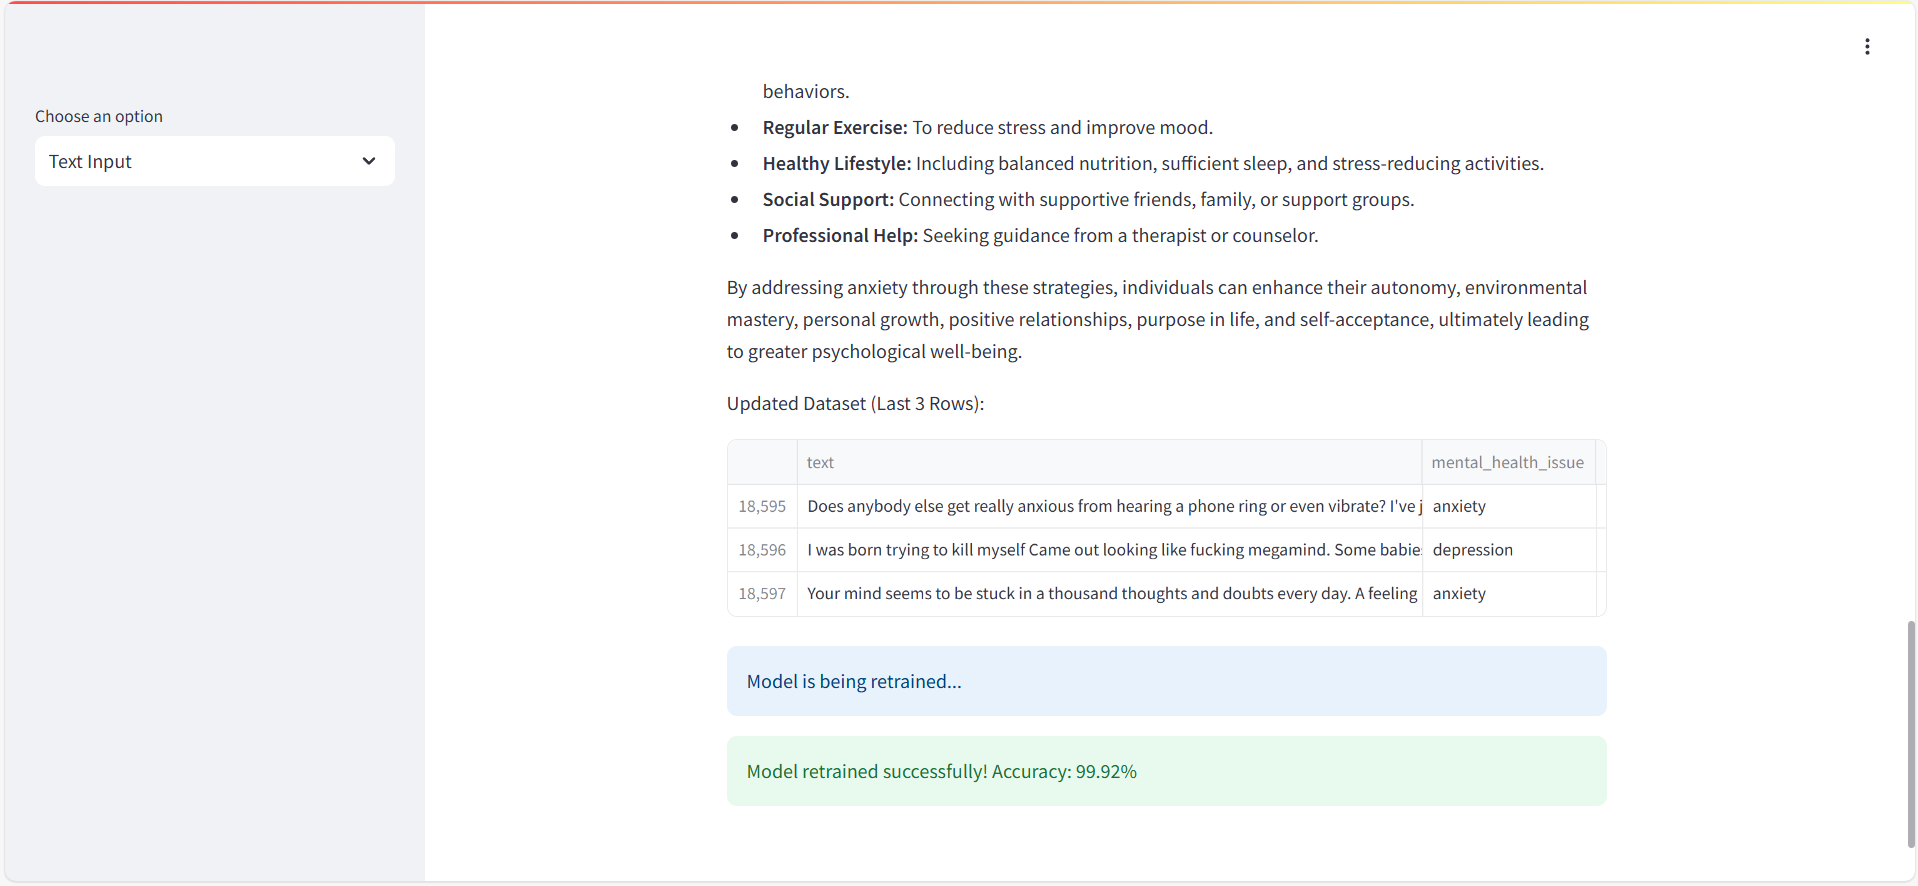 Choose an option
Text Input
behaviors.
Regular Exercise: To reduce stress and improve mood.
Healthy Lifestyle: Including balanced nutrition, sufficient sleep, and stress-reducing activities.
Social Support: Connecting with supportive friends, family, or support groups.
Professional Help: Seeking guidance from a therapist or counselor.
By addressing anxiety through these strategies, individuals can enhance their autonomy, environmental
mastery, personal growth, positive relationships, purpose in life, and self-acceptance, ultimately leading
to greater psychological well-being.
Updated Dataset (Last 3 Rows):
text mental_health_issue
18,595 Does anybody else get really anxious from hearing a phone ring or even vibrate? I've j anxiety
18,596 I was born trying to kill myself Came out looking like fucking megamind. Some babies depression
18,597 Your mind seems to be stuck in a thousand thoughts and doubts every day. A feeling anxiety
Model is being retrained...
Model retrained successfully! Accuracy: 99.92%